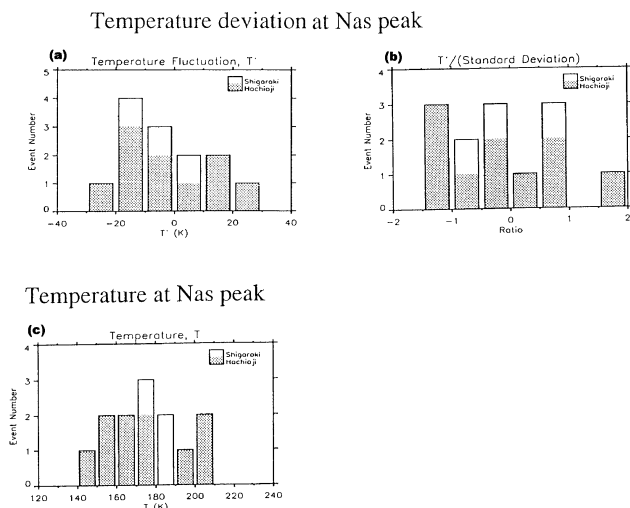 Temperature deviation at Nas peak
(a)
Temperature Fluctuation, T'
Shigaraki
Hachioji
Event Number
5
4
3
2
1
0
-40 -20 0 20 40
T' (K)
(b)
T'/(Standard Deviation)
Shigaraki
Hachioji
Event Number
4
3
2
1
0
-2 -1 0 1 2
Ratio
Temperature at Nas peak
(c)
Temperature, T
Shigaraki
Hachioji
Event Number
4
3
2
1
0
120 140 160 180 200 220 240
T (K)